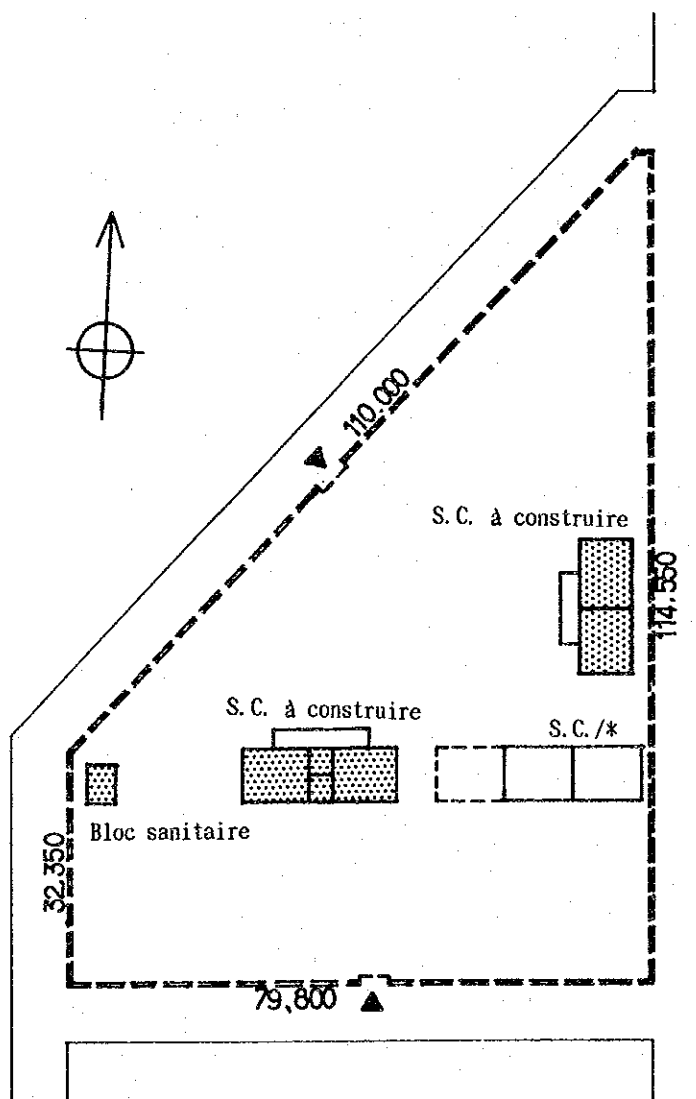 110.000
S.C. à construire
114,550
S.C. à construire
S.C./*
Bloc sanitaire
32.350
79,800